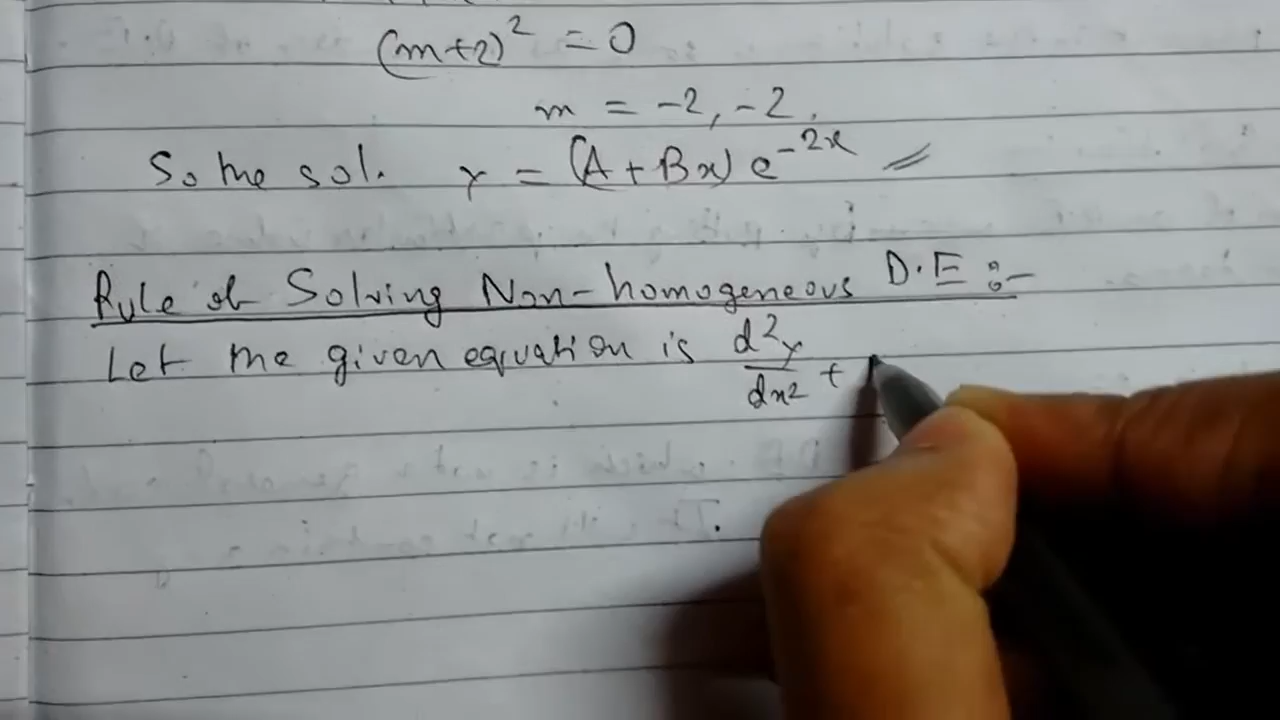 (m+2)² = 0
m = -2, -2.
So the sol. y = (A + Bx) e⁻²ˣ
Rule of Solving Non-homogeneous D.E :-
Let the given equation is d²y/dx² +